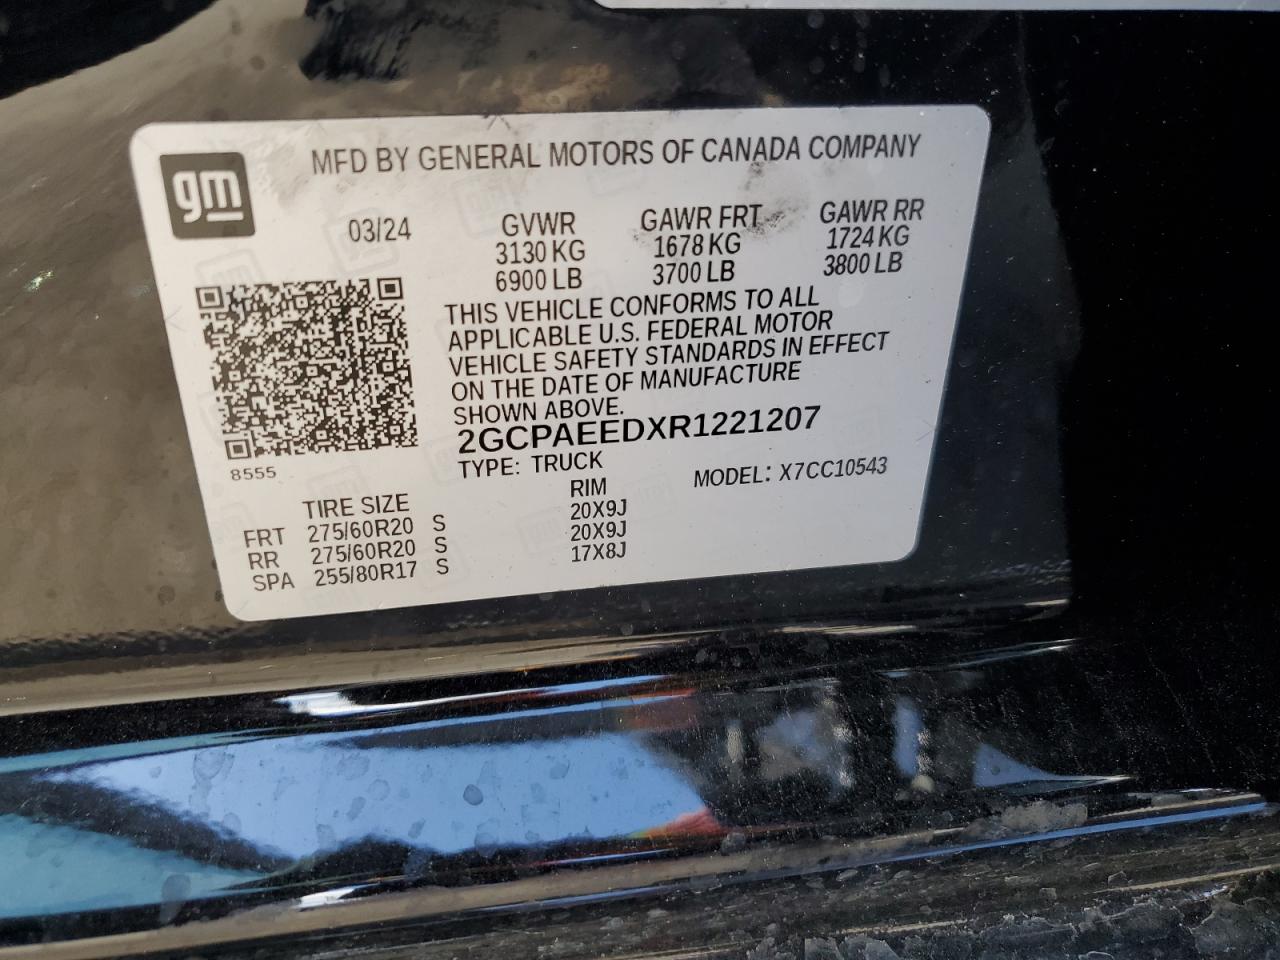 gm
MFD BY GENERAL MOTORS OF CANADA COMPANY
03/24 GVWR GAWR FRT GAWR RR
3130 KG 1678 KG 1724 KG
6900 LB 3700 LB 3800 LB
THIS VEHICLE CONFORMS TO ALL
APPLICABLE U.S. FEDERAL MOTOR
VEHICLE SAFETY STANDARDS IN EFFECT
ON THE DATE OF MANUFACTURE
SHOWN ABOVE.
2GCPAEEDXR1221207
8555
TYPE: TRUCK MODEL: X7CC10543
TIRE SIZE RIM
FRT 275/60R20 S 20X9J
RR 275/60R20 S 20X9J
SPA 255/80R17 S 17X8J